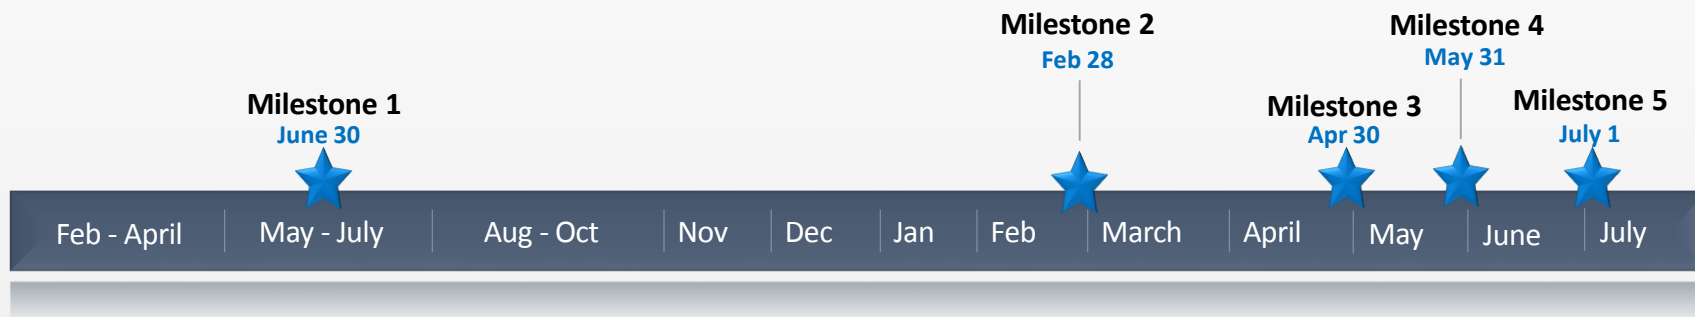 Milestone 1
June 30
Milestone 2
Feb 28
Milestone 3
Apr 30
Milestone 4
May 31
Milestone 5
July 1
Feb - April May - July Aug - Oct Nov Dec Jan Feb March April May June July